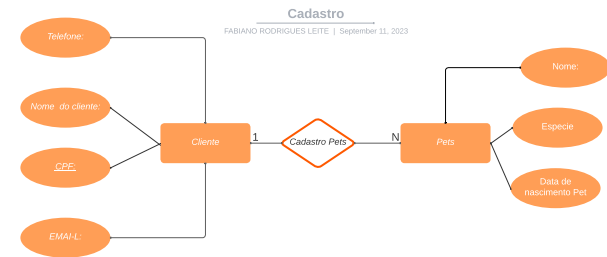 Cadastro
FABIANO RODRIGUES LEITE | September 11, 2023
Telefone:
Nome do cliente:
CPF:
EMAI-L:
Cliente
1
Cadastro Pets
N
Pets
Nome:
Especie
Data de
nascimento Pet